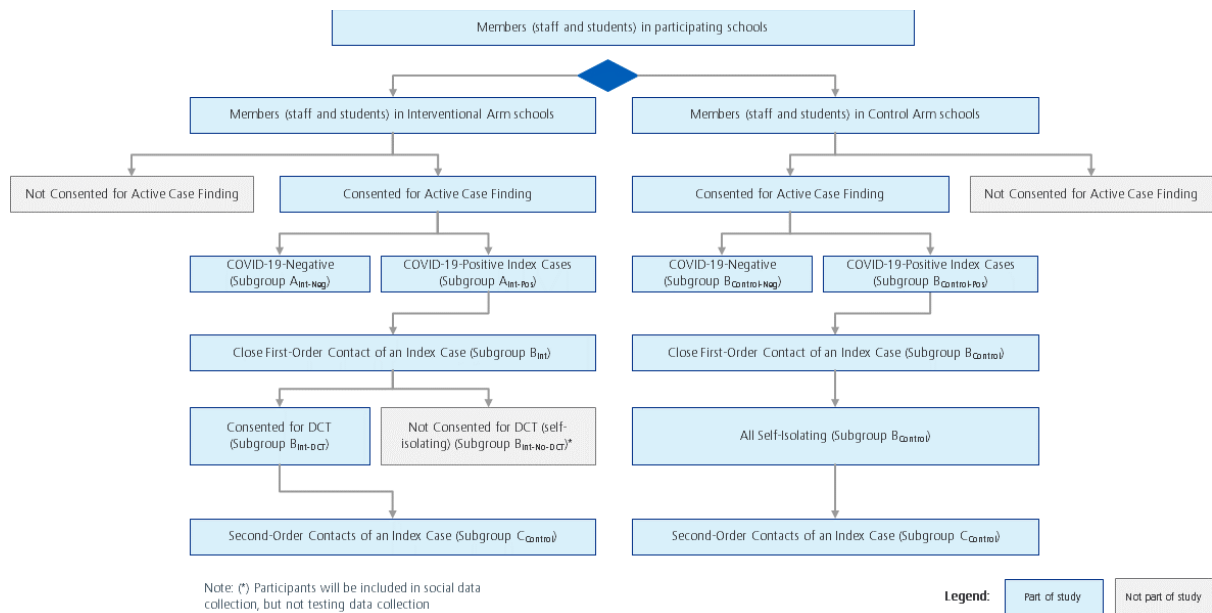 Members (staff and students) in participating schools
Members (staff and students) in Interventional Arm schools
Members (staff and students) in Control Arm schools
Not Consented for Active Case Finding
Consented for Active Case Finding
Consented for Active Case Finding
Not Consented for Active Case Finding
COVID-19-Negative
(Subgroup AInt-Neg)
COVID-19-Positive Index Cases
(Subgroup AInt-Pos)
COVID-19-Negative
(Subgroup BControl-Neg)
COVID-19-Positive Index Cases
(Subgroup BControl-Pos)
Close First-Order Contact of an Index Case (Subgroup BInt)
Close First-Order Contact of an Index Case (Subgroup BControl)
Consented for DCT
(Subgroup BInt-DCT)
Not Consented for DCT (self-
isolating) (Subgroup BInt-No-DCT)*
All Self-Isolating (Subgroup BControl)
Second-Order Contacts of an Index Case (Subgroup CControl)
Second-Order Contacts of an Index Case (Subgroup CControl)
Note: (*) Participants will be included in social data
collection, but not testing data collection
Legend:
Part of study
Not part of study